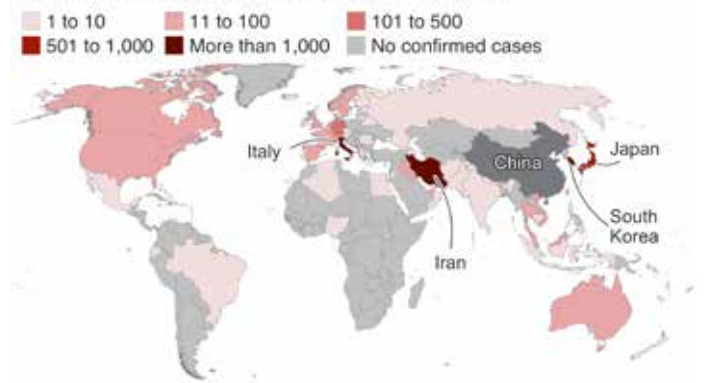 1 to 10 11 to 100 101 to 500
501 to 1,000 More than 1,000 No confirmed cases
Italy
China
Japan
South
Korea
Iran